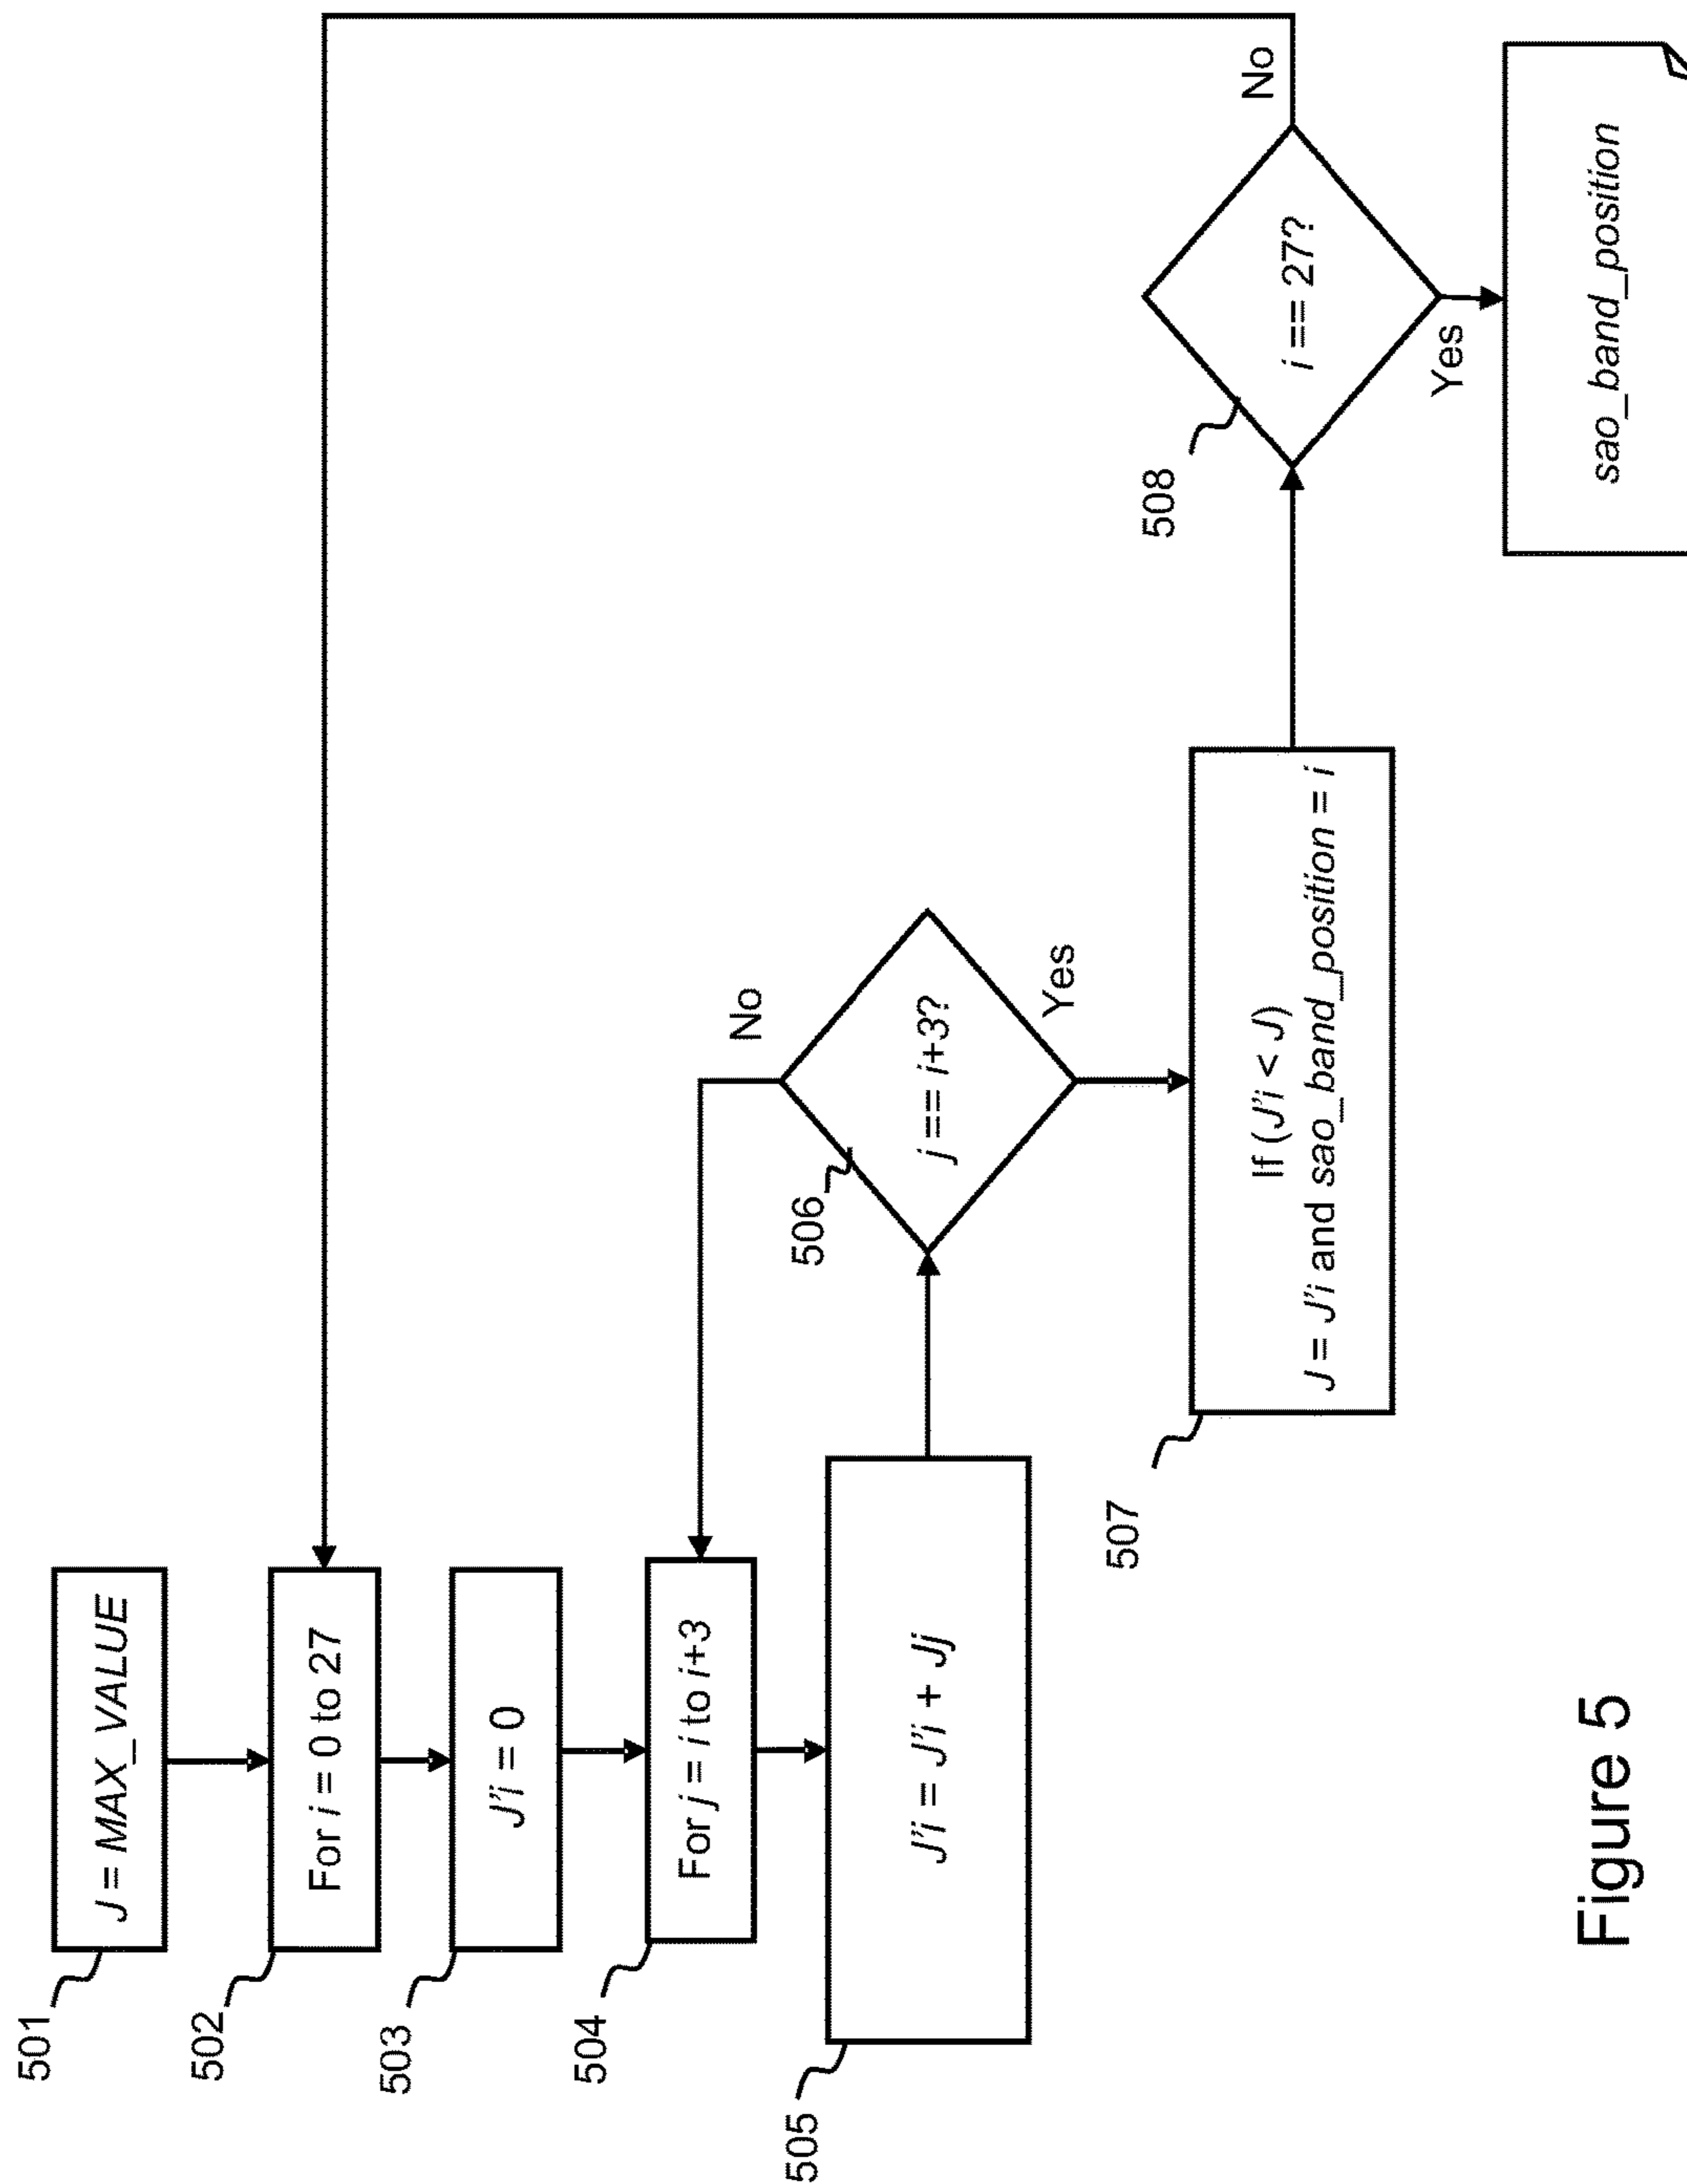 501
J = MAX_VALUE
502
For i = 0 to 27
503
J'i = 0
504
For j = i to i+3
505
J'i = J'i + Jj
506
j == i+3?
No
Yes
507
If (J'i < J)
J = J'i and sao_band_position = i
508
i == 27?
No
Yes
sao_band_position
Figure 5